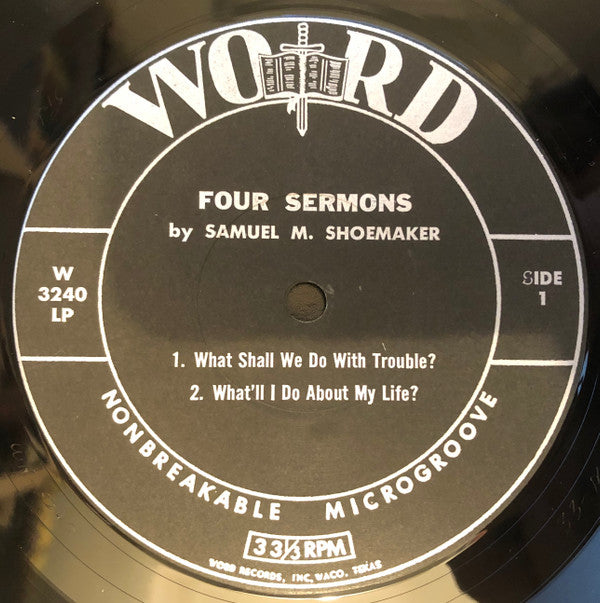 WORD
FOUR SERMONS
by SAMUEL M. SHOEMAKER
W
3240
LP
SIDE
1
1. What Shall We Do With Trouble?
2. What'll I Do About My Life?
NONBREAKABLE MICROGROOVE
33⅓ RPM
WORD RECORDS, INC, WACO, TEXAS